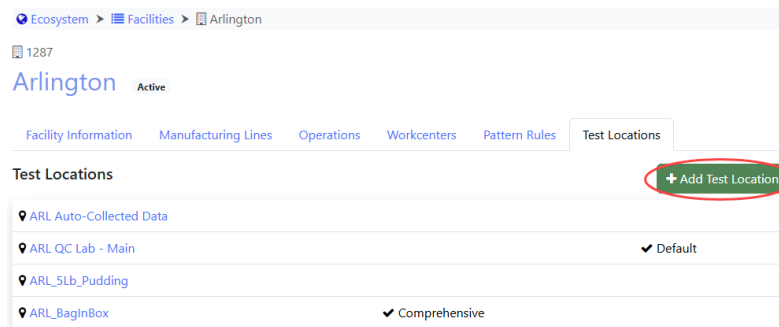 Ecosystem > Facilities > Arlington
1287
Arlington Active
Facility Information Manufacturing Lines Operations Workcenters Pattern Rules Test Locations
Test Locations + Add Test Location
ARL Auto-Collected Data
ARL QC Lab - Main ✔ Default
ARL_5Lb_Pudding
ARL_BagInBox ✔ Comprehensive